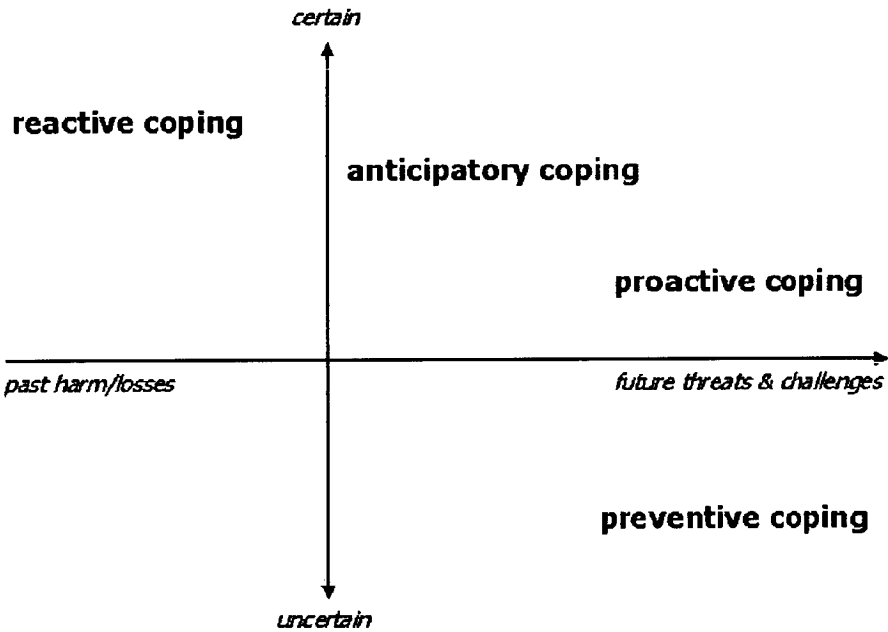 certain
reactive coping
anticipatory coping
proactive coping
past harm/losses
future threats & challenges
preventive coping
uncertain